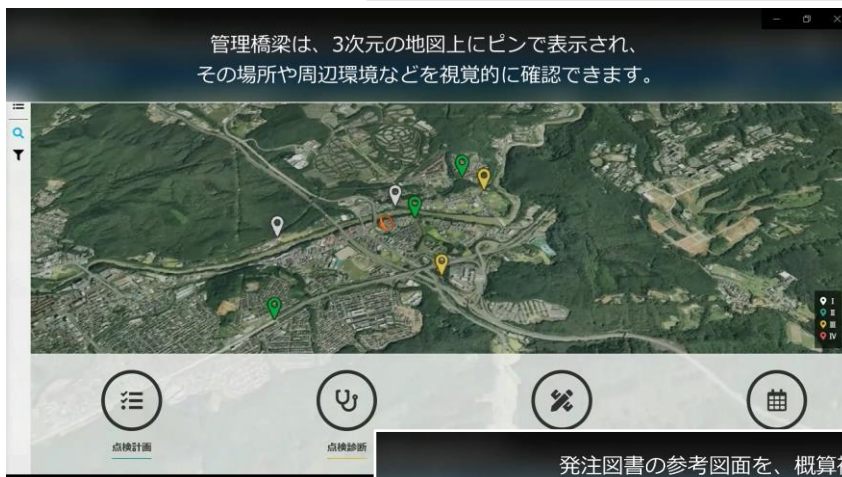 管理橋梁は、3次元の地図上にピンで表示され、
その場所や周辺環境などを視覚的に確認できます。
I
II
III
IV
点検計画
点検診断
発注図書の参考図面を、概算